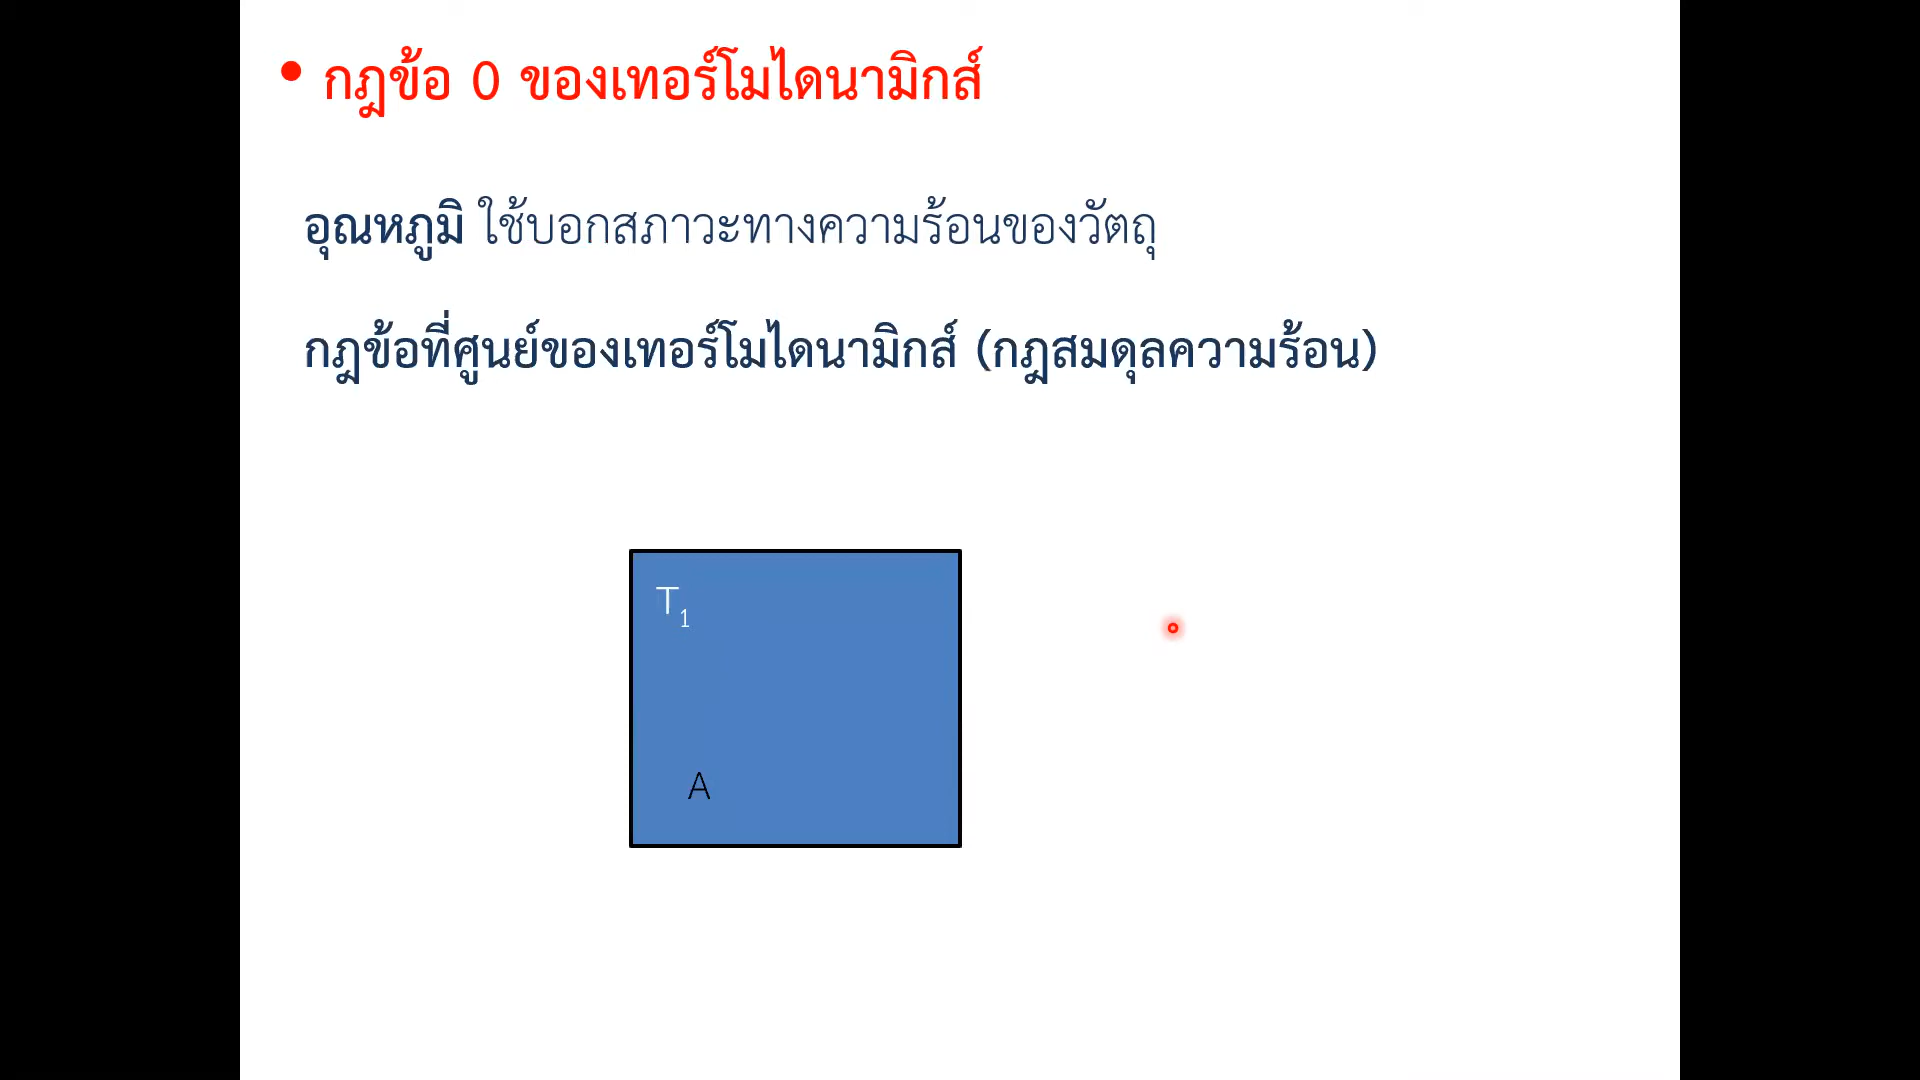 • กฎข้อ 0 ของเทอร์โมไดนามิกส์
อุณหภูมิ ใช้บอกสภาวะทางความร้อนของวัตถุ
กฎข้อที่ศูนย์ของเทอร์โมไดนามิกส์ (กฎสมดุลความร้อน)
T₁
A